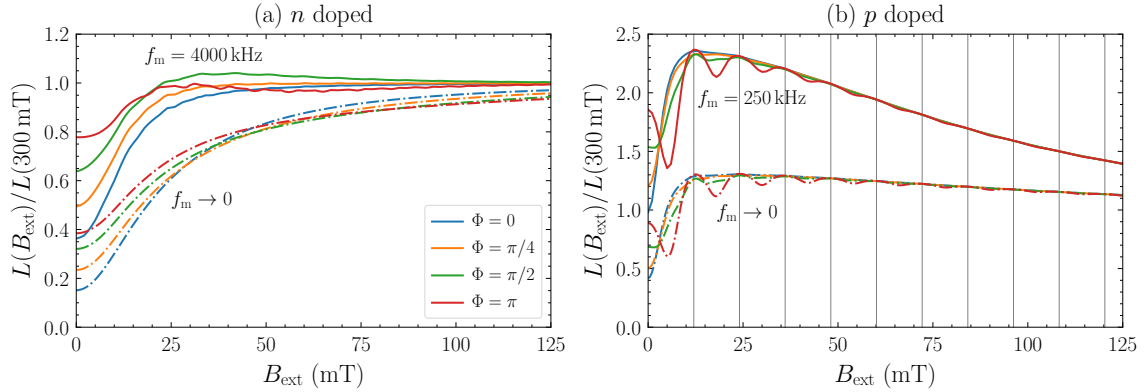 (a) n doped
L(B_ext)/L(300 mT)
1.2
1.0
0.8
0.6
0.4
0.2
0.0
f_m = 4000 kHz
f_m → 0
Φ = 0
Φ = π/4
Φ = π/2
Φ = π
0 25 50 75 100 125
B_ext (mT)
(b) p doped
L(B_ext)/L(300 mT)
2.5
2.0
1.5
1.0
0.5
0.0
f_m = 250 kHz
f_m → 0
0 25 50 75 100 125
B_ext (mT)